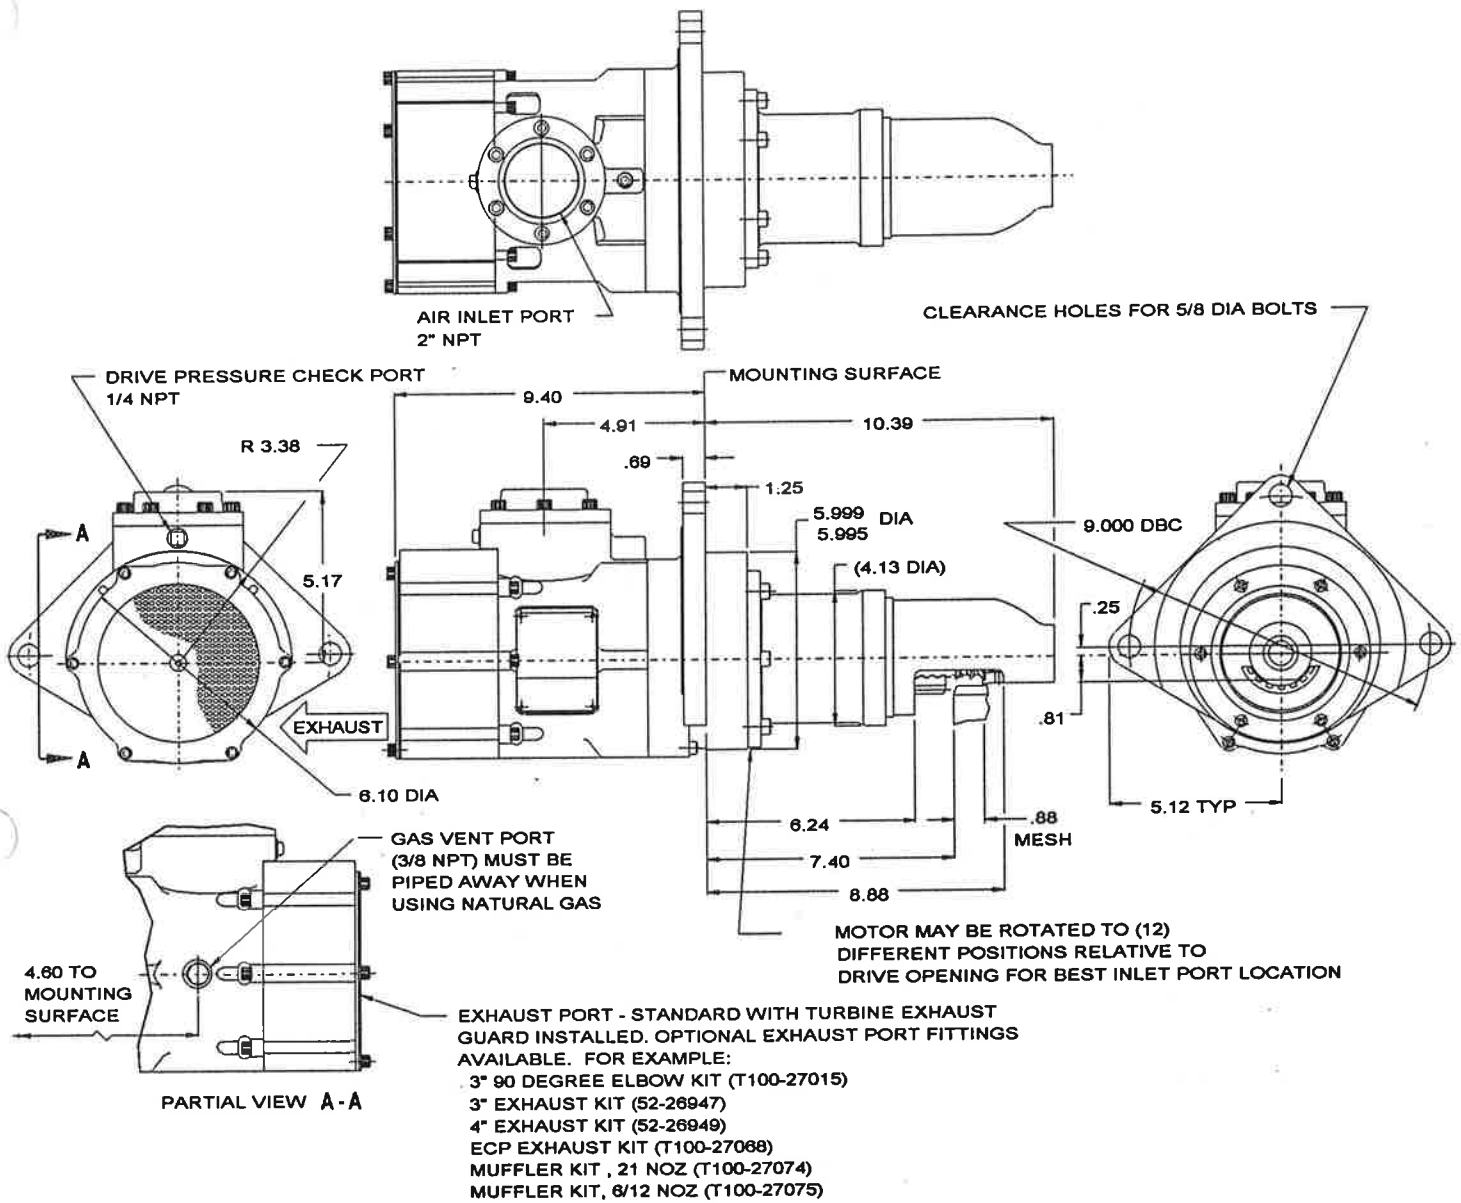 AIR INLET PORT
2" NPT
CLEARANCE HOLES FOR 5/8 DIA BOLTS
DRIVE PRESSURE CHECK PORT
1/4 NPT
MOUNTING SURFACE
9.40
4.91
10.39
R 3.38
.69
1.25
5.999 DIA
5.995
9.000 DBC
A
5.17
(4.13 DIA)
.25
EXHAUST
.81
A
6.10 DIA
5.12 TYP
6.24
.88
MESH
7.40
8.88
GAS VENT PORT
(3/8 NPT) MUST BE
PIPED AWAY WHEN
USING NATURAL GAS
MOTOR MAY BE ROTATED TO (12)
DIFFERENT POSITIONS RELATIVE TO
DRIVE OPENING FOR BEST INLET PORT LOCATION
4.60 TO
MOUNTING
SURFACE
EXHAUST PORT - STANDARD WITH TURBINE EXHAUST
GUARD INSTALLED. OPTIONAL EXHAUST PORT FITTINGS
AVAILABLE. FOR EXAMPLE:
3" 90 DEGREE ELBOW KIT (T100-27015)
3" EXHAUST KIT (52-26947)
4" EXHAUST KIT (52-26949)
ECP EXHAUST KIT (T100-27068)
MUFFLER KIT , 21 NOZ (T100-27074)
MUFFLER KIT, 6/12 NOZ (T100-27075)
PARTIAL VIEW A-A